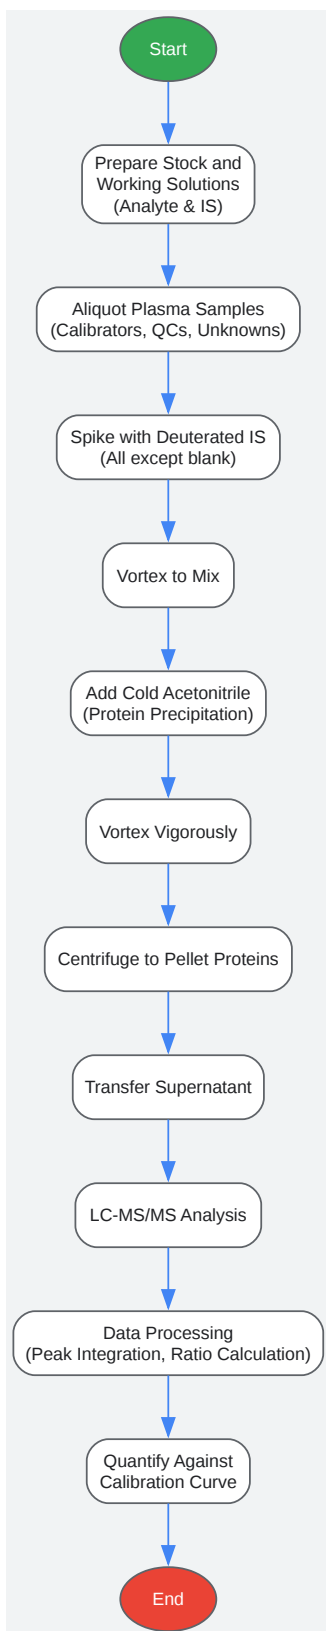 Start
Prepare Stock and
Working Solutions
(Analyte & IS)
Aliquot Plasma Samples
(Calibrators, QCs, Unknowns)
Spike with Deuterated IS
(All except blank)
Vortex to Mix
Add Cold Acetonitrile
(Protein Precipitation)
Vortex Vigorously
Centrifuge to Pellet Proteins
Transfer Supernatant
LC-MS/MS Analysis
Data Processing
(Peak Integration, Ratio Calculation)
Quantify Against
Calibration Curve
End